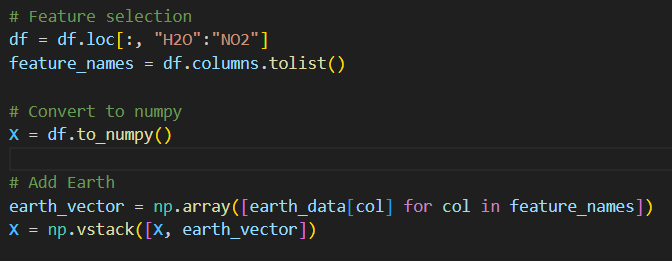 # Feature selection
df = df.loc[:, "H2O":"NO2"]
feature_names = df.columns.tolist()
# Convert to numpy
X = df.to_numpy()
# Add Earth
earth_vector = np.array([earth_data[col] for col in feature_names])
X = np.vstack([X, earth_vector])